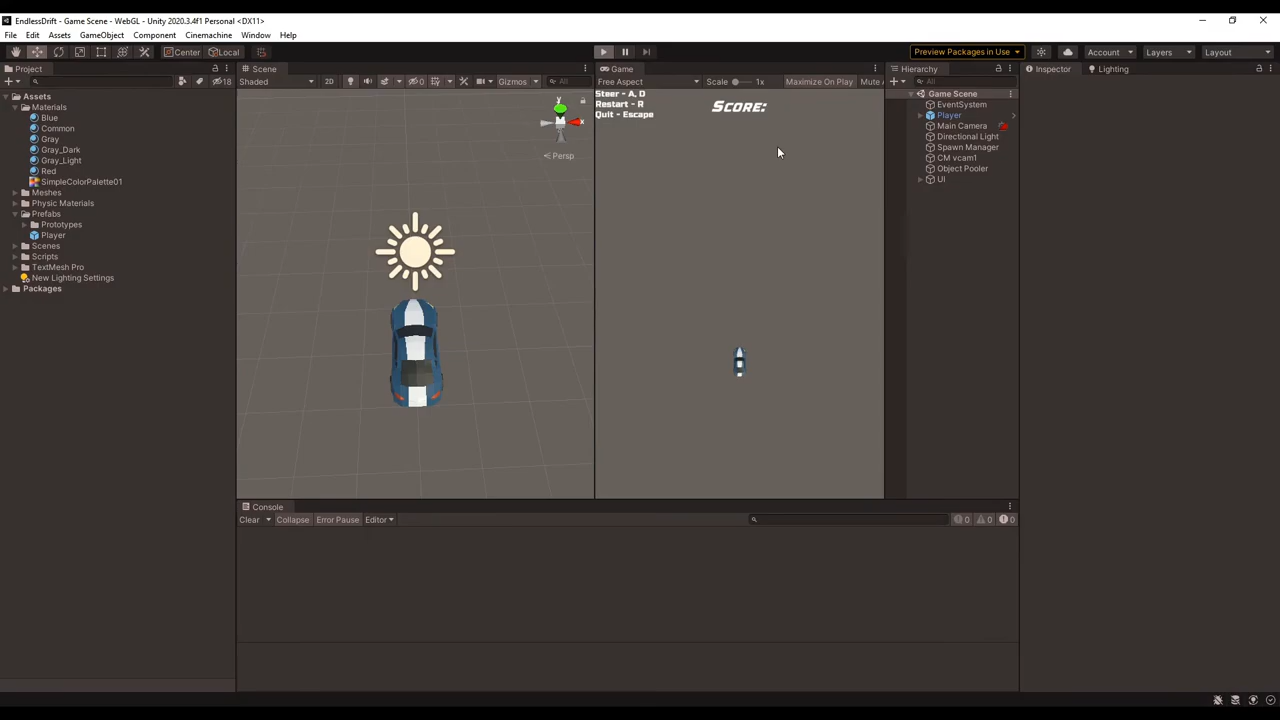 EndlessDrift - Game Scene - WebGL - Unity 2020.3.4f1 Personal <DX11>
File Edit Assets GameObject Component Cinemachine Window Help
Center Local
Preview Packages in Use
Account
Layers
Layout
Project
18
Assets
Materials
Blue
Common
Gray
Gray_Dark
Gray_Light
Red
SimpleColorPalette01
Meshes
Physic Materials
Prefabs
Prototypes
Player
Scenes
Scripts
TextMesh Pro
New Lighting Settings
Packages
Scene
Shaded 2D 0 Gizmos All
y
x
Persp
Game
Free Aspect Scale 1x Maximize On Play Mute
Steer - A, D
Restart - R
Quit - Escape
Score:
Hierarchy
All
Game Scene
EventSystem
Player
Main Camera
Directional Light
Spawn Manager
CM vcam1
Object Pooler
UI
Inspector Lighting
Console
Clear Collapse Error Pause Editor 0 0 0